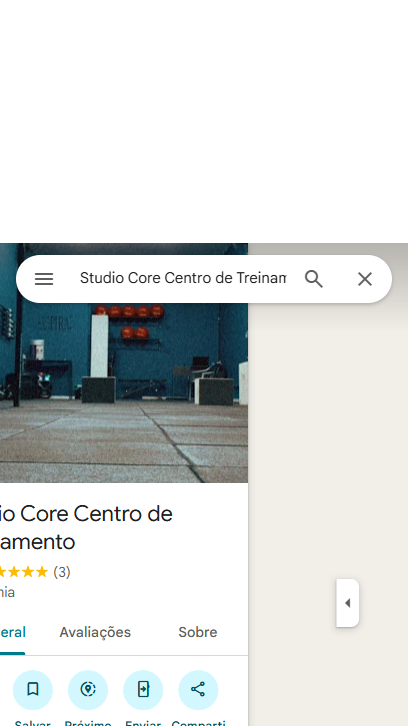 Studio Core Centro de Treinam
io Core Centro de
amento
(3)
nia
eral Avaliações Sobre
Salvar Próximo Enviar Comparti